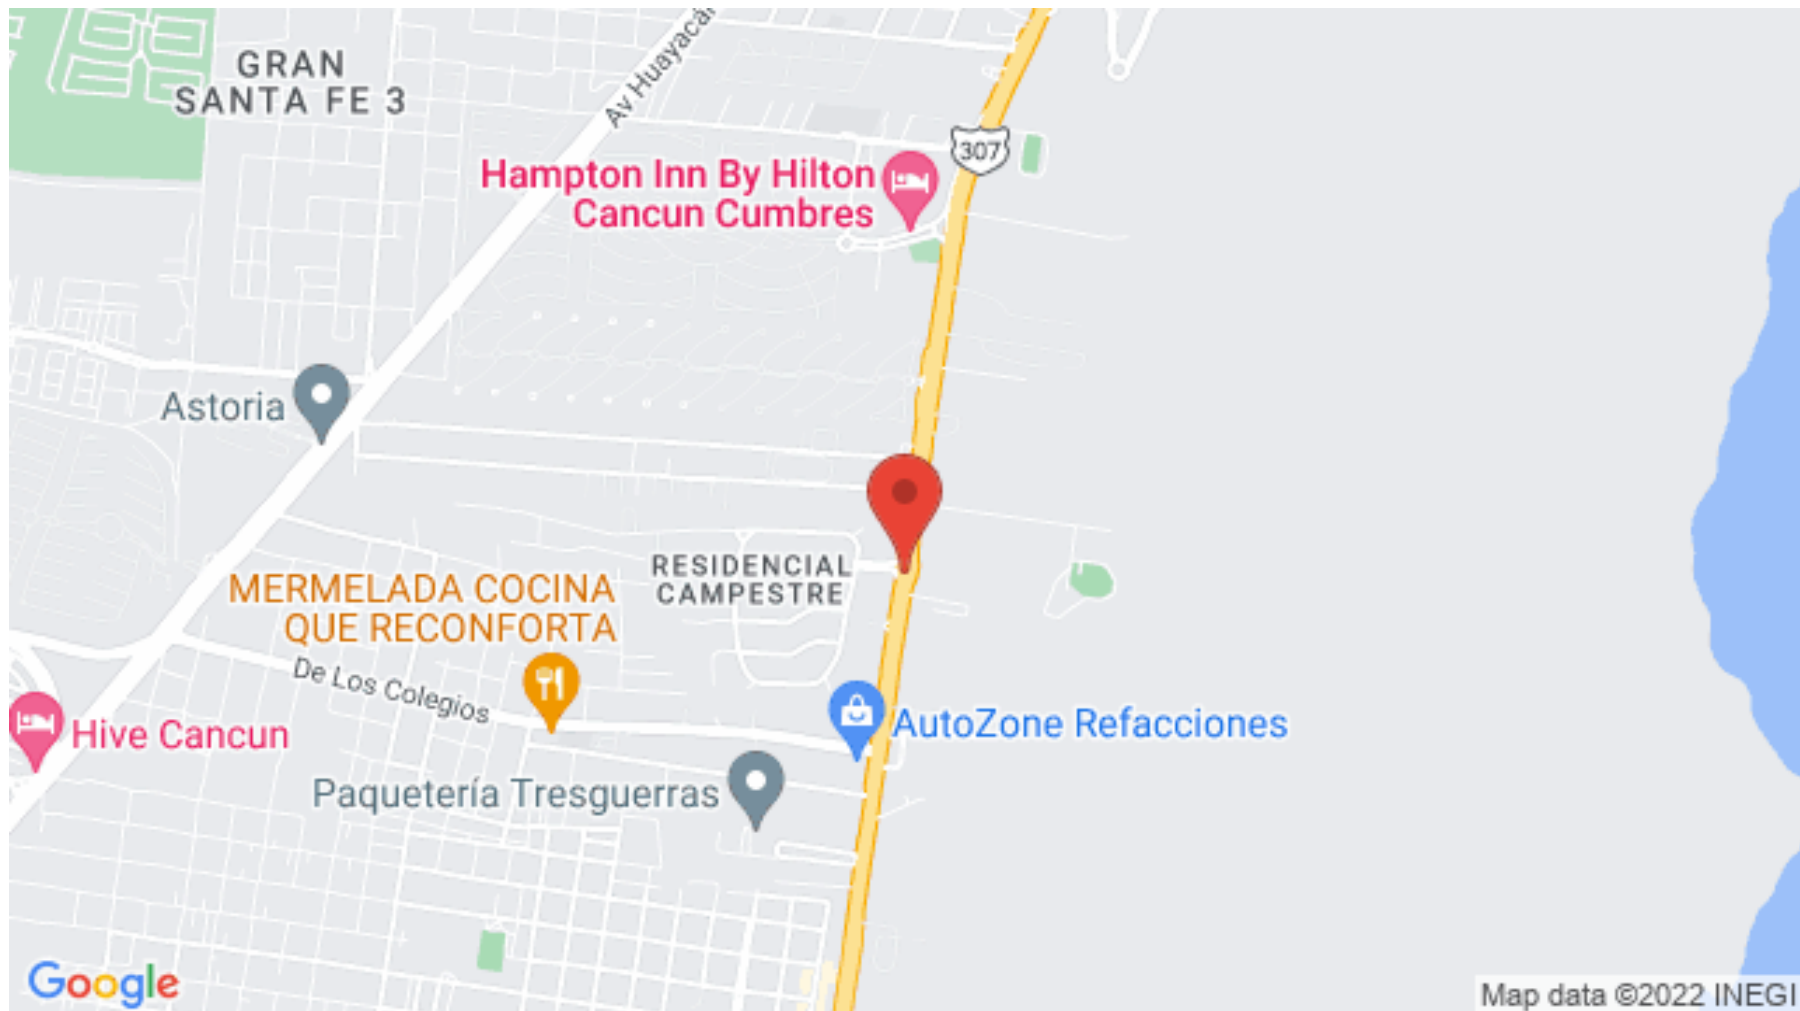 GRAN
SANTA FE 3
Av Huayacán
307
Hampton Inn By Hilton
Cancun Cumbres
Astoria
RESIDENCIAL
CAMPESTRE
MERMELADA COCINA
QUE RECONFORTA
De Los Colegios
Hive Cancun
AutoZone Refacciones
Paquetería Tresguerras
Google
Map data ©2022 INEGI